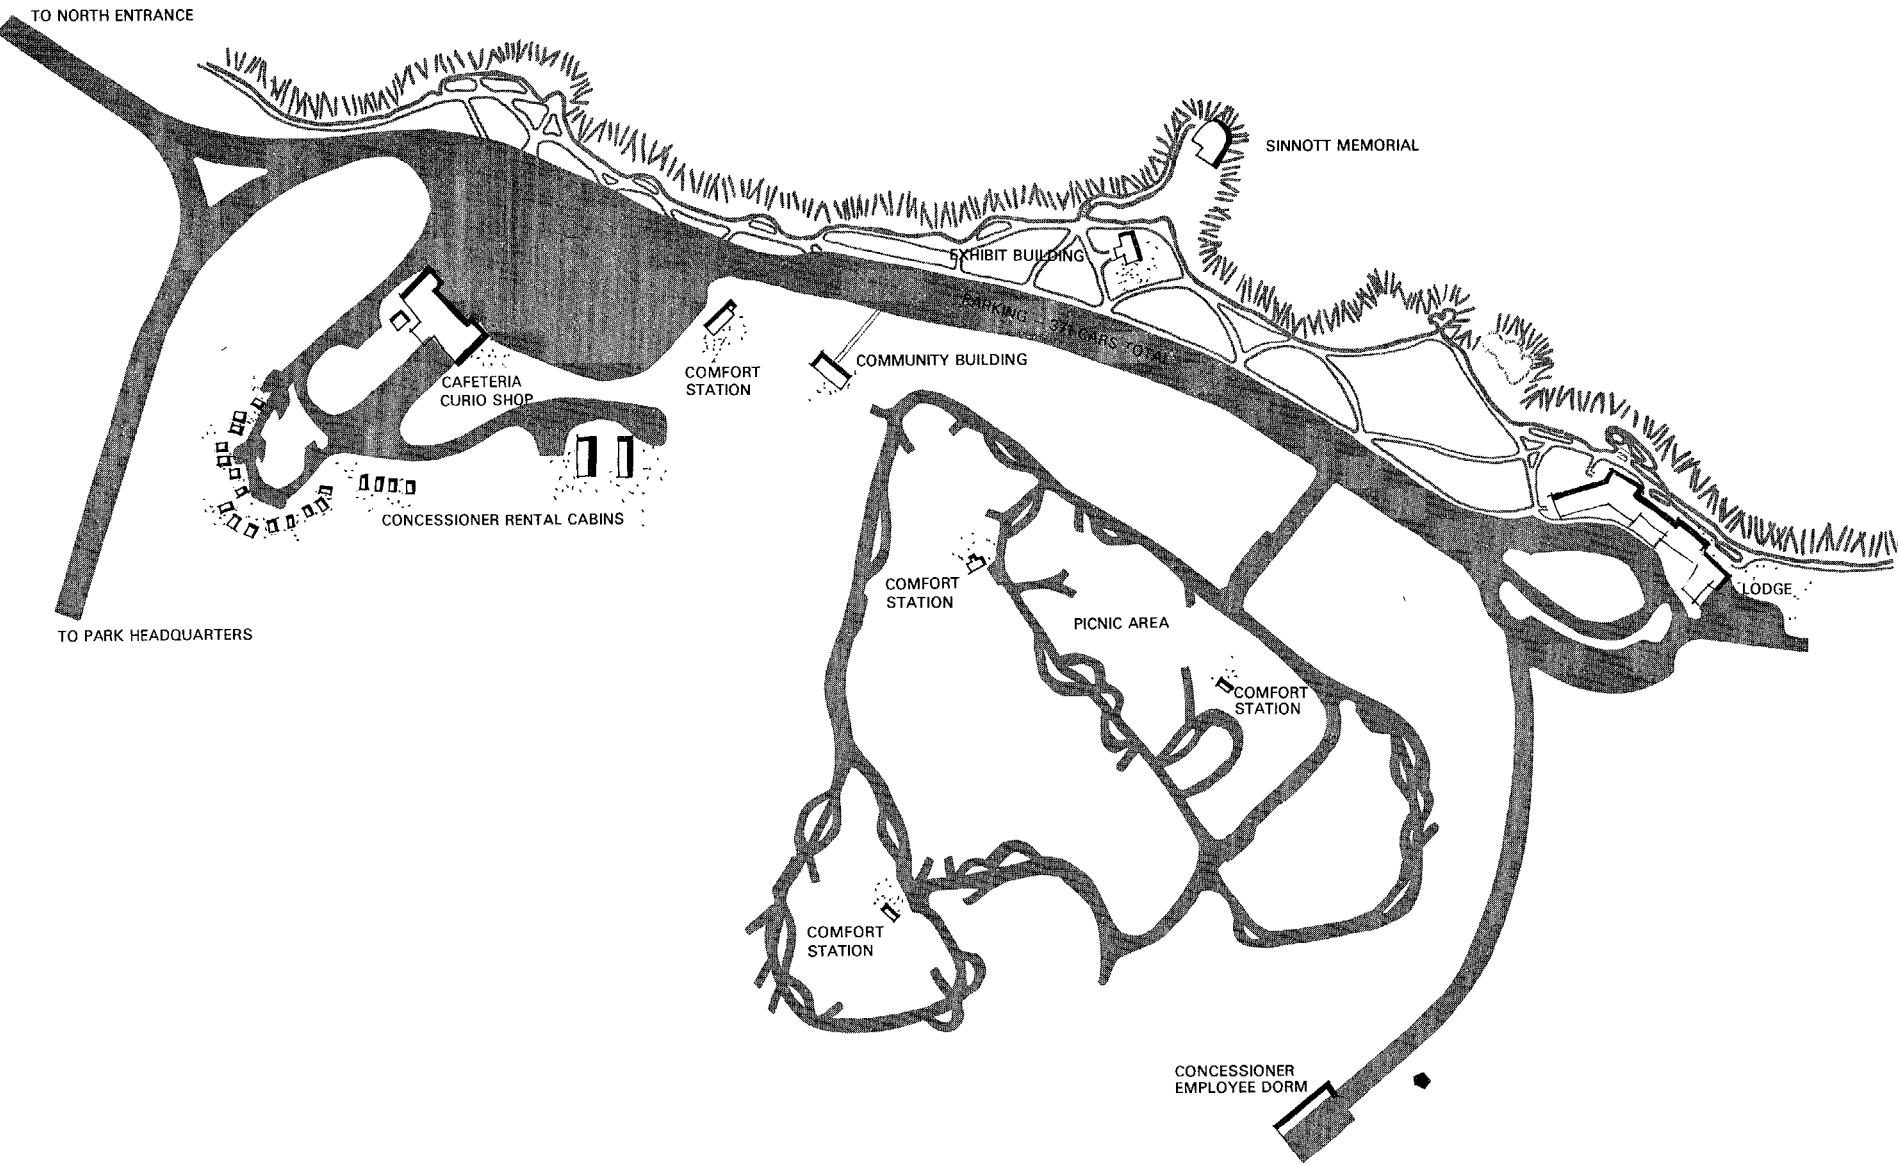 TO NORTH ENTRANCE
SINNOTT MEMORIAL
EXHIBIT BUILDING
PARKING 371 CARS TOTAL
COMMUNITY BUILDING
COMFORT
STATION
CAFETERIA
CURIO SHOP
CONCESSIONER RENTAL CABINS
LODGE
COMFORT
STATION
PICNIC AREA
TO PARK HEADQUARTERS
COMFORT
STATION
COMFORT
STATION
CONCESSIONER
EMPLOYEE DORM